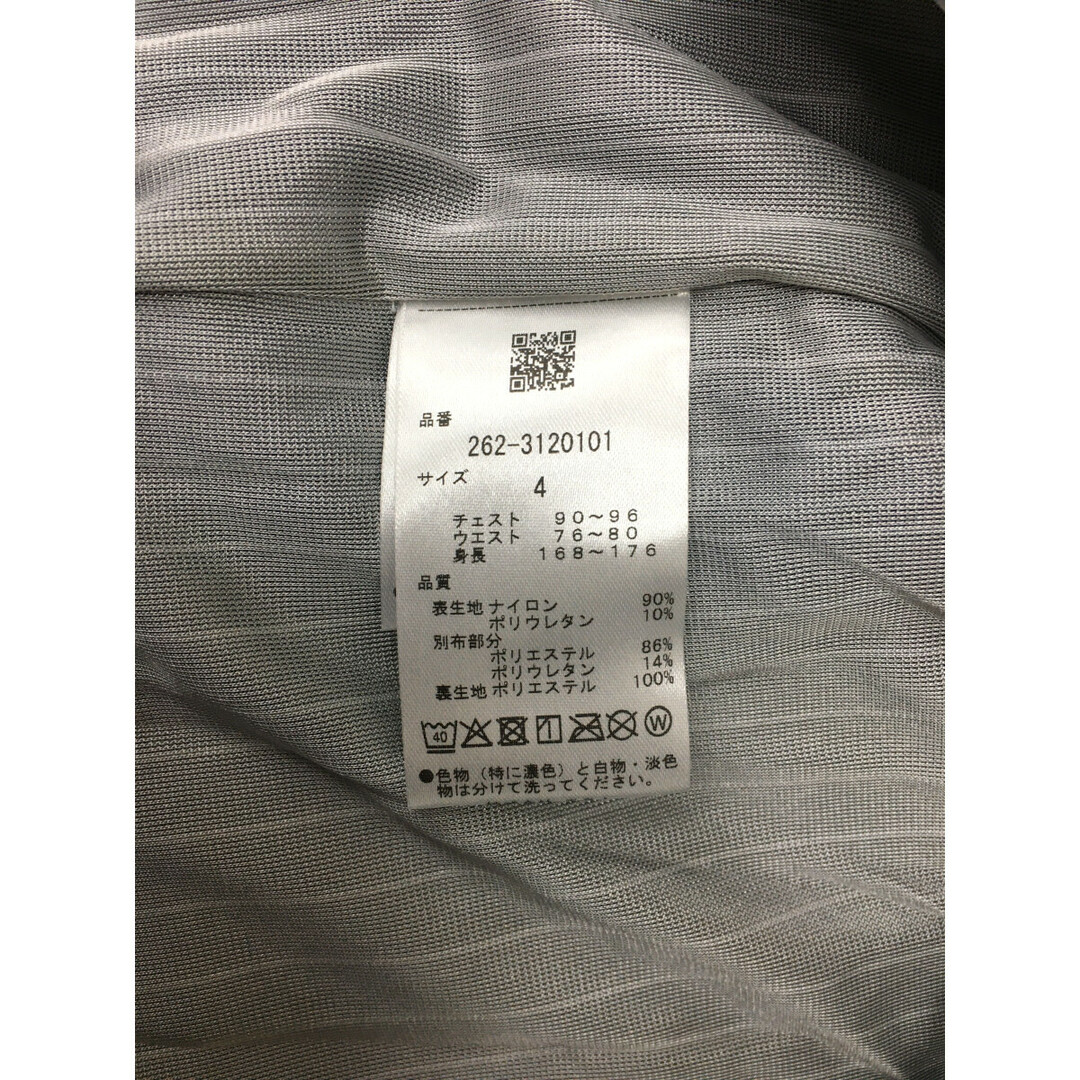 品番
262-3120101
サイズ
4
チェスト 90〜96
ウエスト 76〜80
身長 168〜176
品質
表生地 ナイロン 90%
ポリウレタン 10%
別布部分
ポリエステル 86%
ポリウレタン 14%
裏生地 ポリエステル 100%
40 W
●色物（特に濃色）と白物・淡色
物は分けて洗ってください。